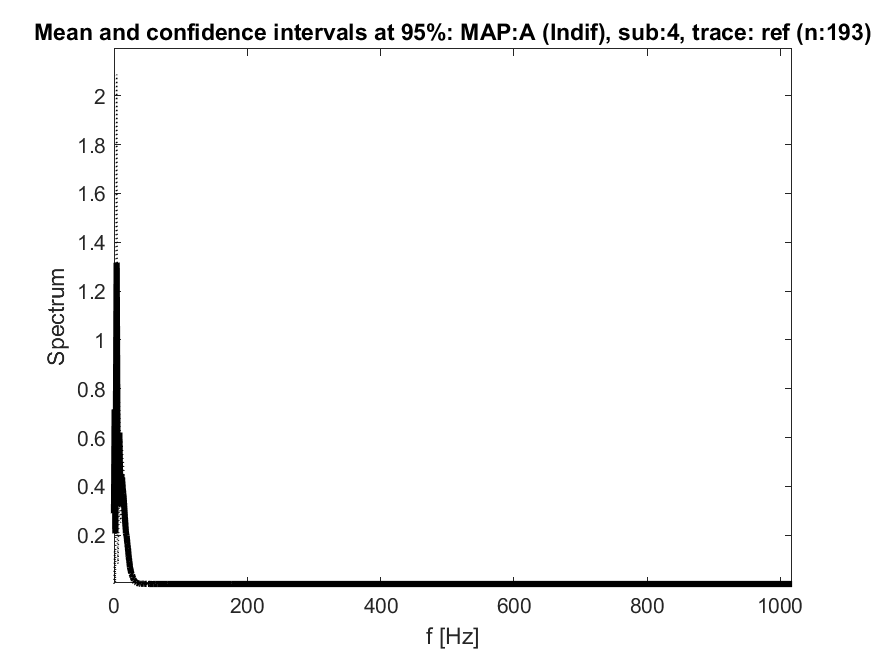 Mean and confidence intervals at 95%: MAP:A (Indif), sub:4, trace: ref (n:193)
2
1.8
1.6
1.4
1.2
1
0.8
0.6
0.4
0.2
Spectrum
0 200 400 600 800 1000
f [Hz]